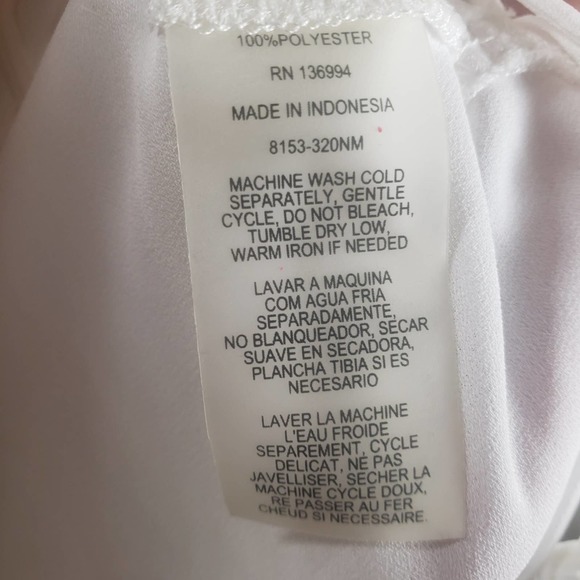 100%POLYESTER
RN 136994
MADE IN INDONESIA
8153-320NM
MACHINE WASH COLD
SEPARATELY, GENTLE
CYCLE, DO NOT BLEACH,
TUMBLE DRY LOW,
WARM IRON IF NEEDED
LAVAR A MAQUINA
COM AGUA FRIA
SEPARADAMENTE,
NO BLANQUEADOR, SECAR
SUAVE EN SECADORA,
PLANCHA TIBIA SI ES
NECESARIO
LAVER LA MACHINE
L'EAU FROIDE
SEPAREMENT, CYCLE
DELICAT, NE PAS
JAVELLISER, SECHER LA
MACHINE CYCLE DOUX,
RE PASSER AU FER
CHEUD SI NECESSAIRE.